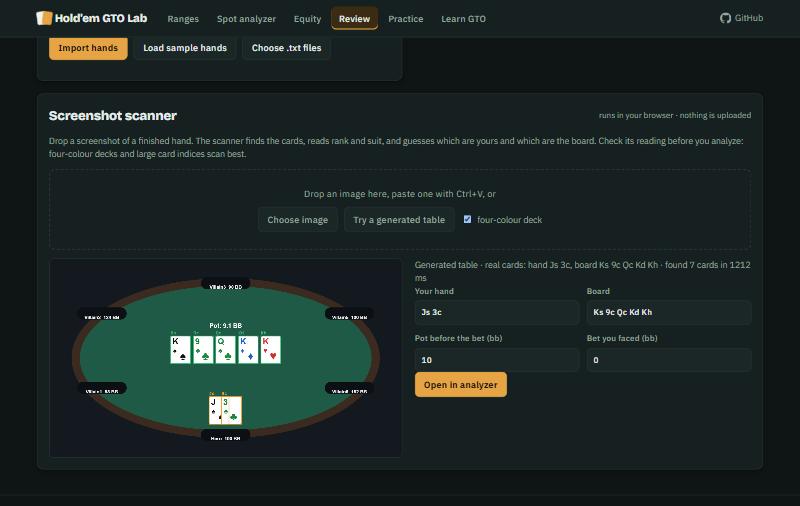 Hold'em GTO Lab
Ranges
Spot analyzer
Equity
Review
Practice
Learn GTO
GitHub
Import hands
Load sample hands
Choose .txt files
Screenshot scanner
runs in your browser · nothing is uploaded
Drop a screenshot of a finished hand. The scanner finds the cards, reads rank and suit, and guesses which are yours and which are the board. Check its reading before you analyze:
four-colour decks and large card indices scan best.
Drop an image here, paste one with Ctrl+V, or
Choose image
Try a generated table
four-colour deck
Pot: 9.1 BB
K
9
Q
K
K
J
3
Hero: 100 BB
Generated table · real cards: hand Js 3c, board Ks 9c Qc Kd Kh · found 7 cards in 1212
ms
Your hand
Board
Js 3c
Ks 9c Qc Kd Kh
Pot before the bet (bb)
Bet you faced (bb)
10
0
Open in analyzer